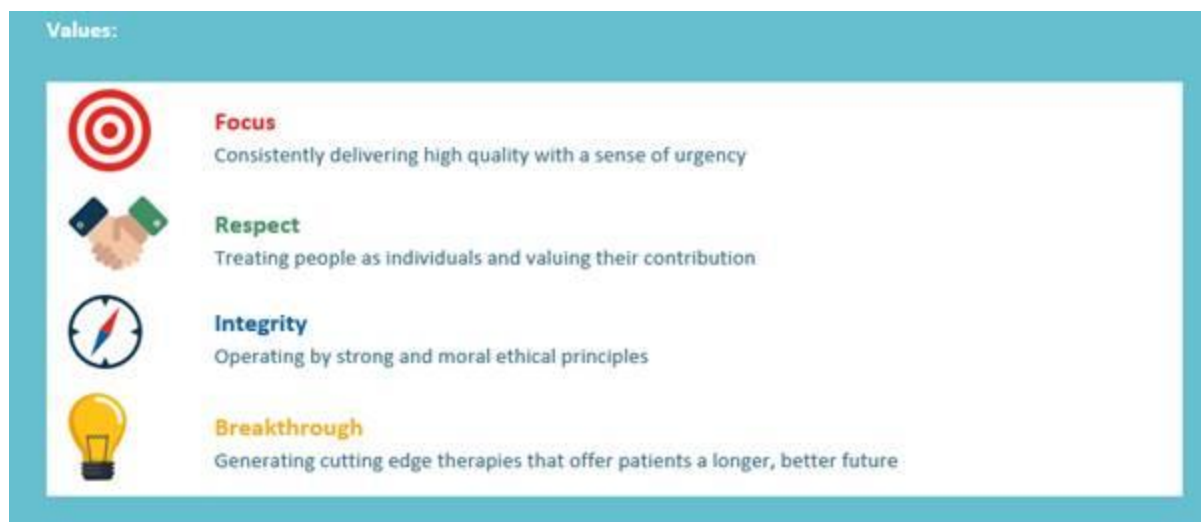 Values:
Focus
Consistently delivering high quality with a sense of urgency
Respect
Treating people as individuals and valuing their contribution
Integrity
Operating by strong and moral ethical principles
Breakthrough
Generating cutting edge therapies that offer patients a longer, better future